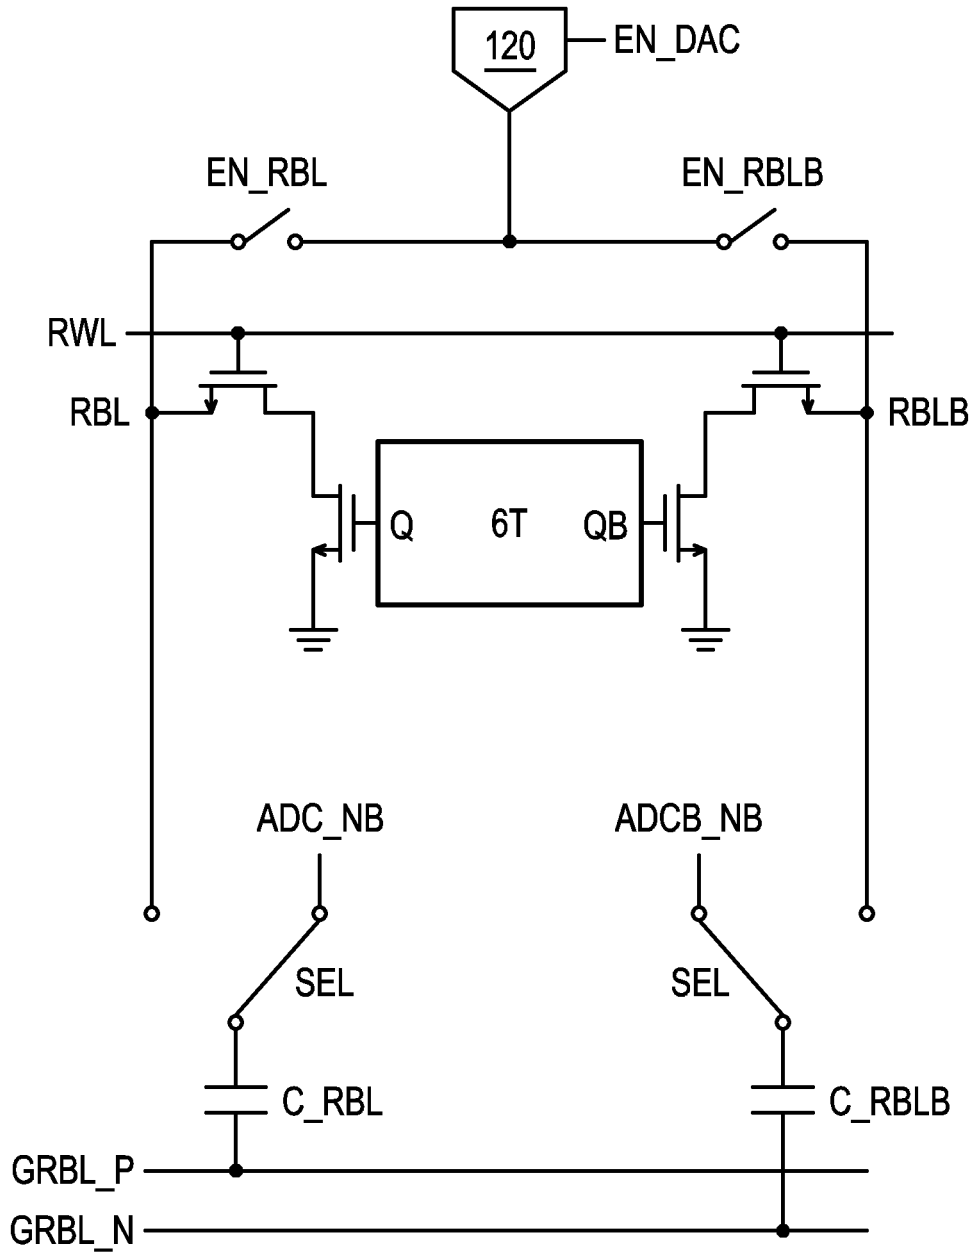 120
EN_DAC
EN_RBL
EN_RBLB
RWL
RBL
RBLB
Q
6T
QB
ADC_NB
ADCB_NB
SEL
SEL
C_RBL
C_RBLB
GRBL_P
GRBL_N